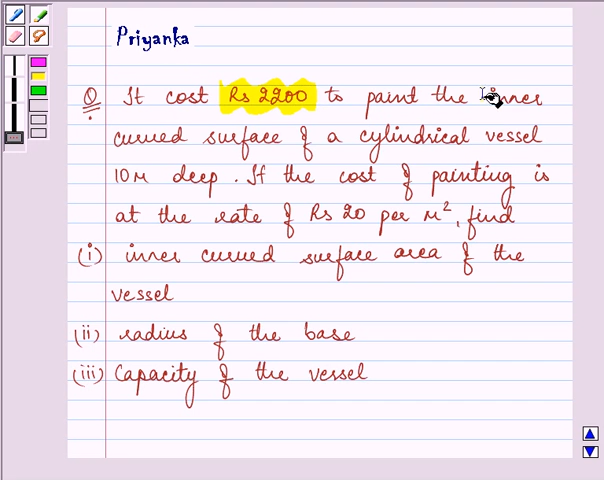 Priyanka
Q It cost Rs 2200 to paint the inner
curved surface of a cylindrical vessel
10M deep. If the cost of painting is
at the rate of Rs 20 per M², find
(i) inner curved surface area of the
vessel
(ii) radius of the base
(iii) Capacity of the vessel